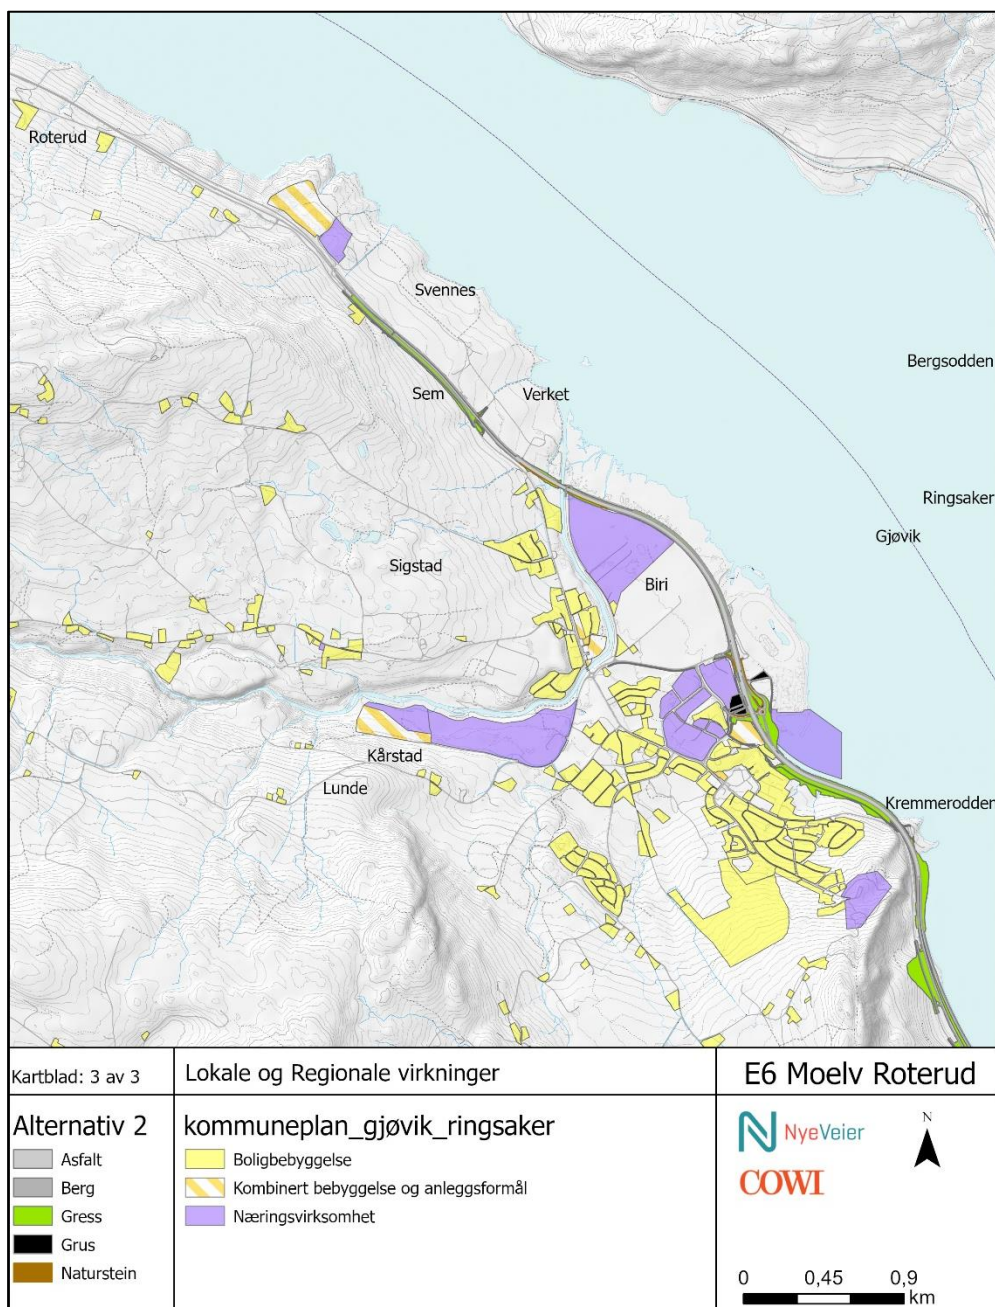 Roterud
Svennes
Bergsodden
Sem
Verket
Ringsaker
Gjøvik
Sigstad
Biri
Kårstad
Lunde
Kremmerodden
Kartblad: 3 av 3
Lokale og Regionale virkninger
E6 Moelv Roterud
Alternativ 2
Asfalt
Berg
Gress
Grus
Naturstein
kommuneplan_gjøvik_ringsaker
Boligbebyggelse
Kombinert bebyggelse og anleggsformål
Næringsvirksomhet
NyeVeier
COWI
N
0 0,45 0,9
km